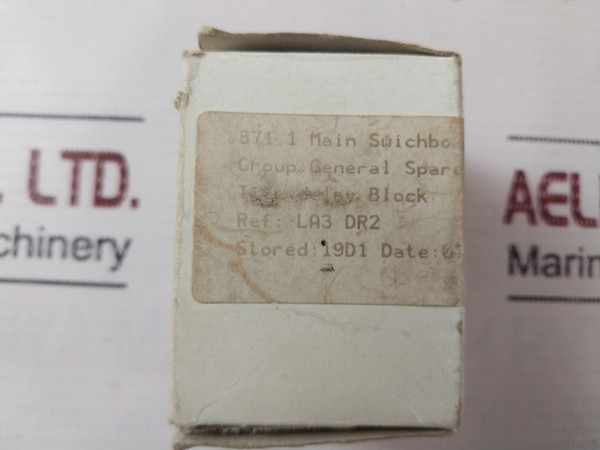 871.1 Main Swichbo
Group:General Spare
Block
Ref: LA3 DR2
Stored:19D1 Date:0
. LTD.
chinery
AEL
Marin